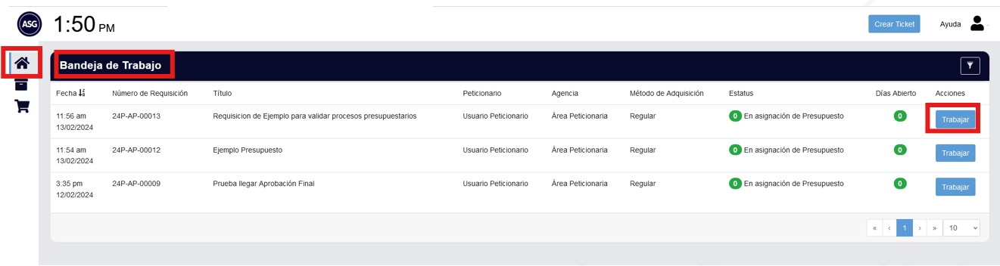 ASG 1:50 PM Crear Ticket Ayuda
Bandeja de Trabajo
Fecha Número de Requisición Título Peticionario Agencia Método de Adquisición Estatus Días Abierto Acciones
11:56 am 24P-AP-00013 Requisicion de Ejemplo para validar procesos presupuestarios Usuario Peticionario Área Peticionaria Regular 0 En asignación de Presupuesto 0 Trabajar
13/02/2024
11:54 am 24P-AP-00012 Ejemplo Presupuesto Usuario Peticionario Área Peticionaria Regular 0 En asignación de Presupuesto 0 Trabajar
13/02/2024
3:35 pm 24P-AP-00009 Prueba llegar Aprobación Final Usuario Peticionario Área Peticionaria Regular 0 En asignación de Presupuesto 0 Trabajar
12/02/2024
« ‹ 1 › » 10